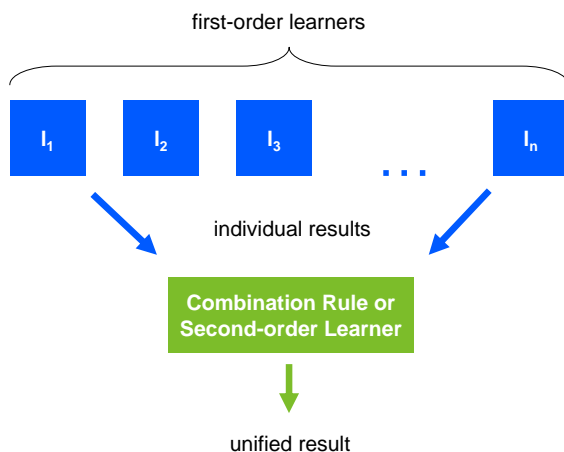 first-order learners
l1
l2
l3
...
ln
individual results
Combination Rule or
Second-order Learner
unified result